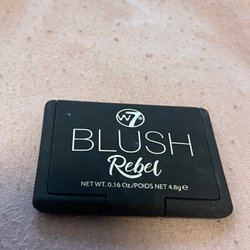 W7
BLUSH
Rebel
NET WT. 0.16 Oz./POIDS NET 4.8g e